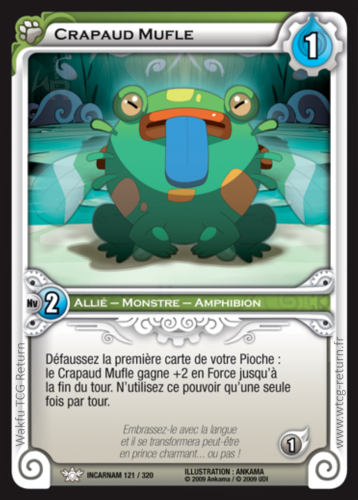 Crapaud Mufle
1
Nv 2
Allié – Monstre – Amphibion
Défaussez la première carte de votre Pioche :
le Crapaud Mufle gagne +2 en Force jusqu'à
la fin du tour. N'utilisez ce pouvoir qu'une seule
fois par tour.
Embrassez-le avec la langue
et il se transformera peut-être
en prince charmant... ou pas !
1
INCARNAM 121 / 320
ILLUSTRATION : ANKAMA
© 2009 Ankama / © 2009 UDI
Wakfu TCG Return
www.wtcg-return.fr